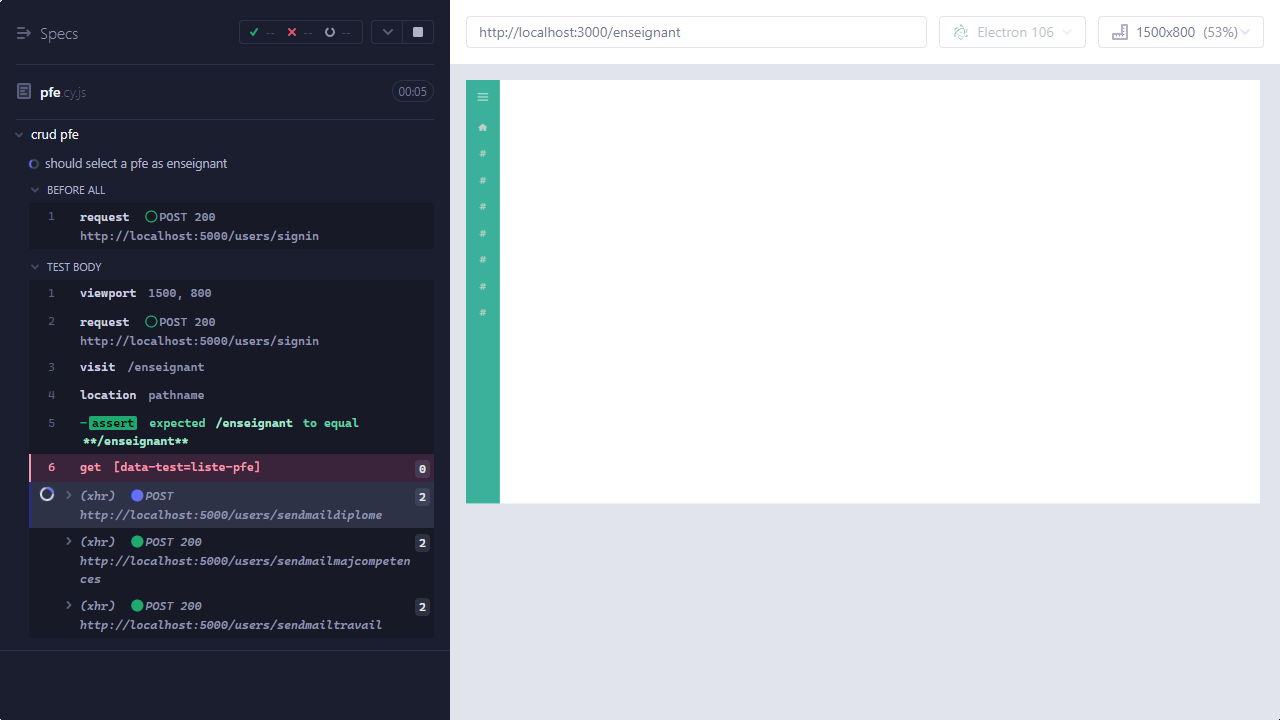 Specs
-- -- --
pfe.cy.js
00:05
crud pfe
should select a pfe as enseignant
BEFORE ALL
1 request POST 200
http://localhost:5000/users/signin
TEST BODY
1 viewport 1500, 800
2 request POST 200
http://localhost:5000/users/signin
3 visit /enseignant
4 location pathname
5 -assert expected /enseignant to equal
**/enseignant**
6 get [data-test=liste-pfe] 0
(xhr) POST 2
http://localhost:5000/users/sendmaildiplome
(xhr) POST 200 2
http://localhost:5000/users/sendmailmajcompeten
ces
(xhr) POST 200 2
http://localhost:5000/users/sendmailtravail
http://localhost:3000/enseignant
Electron 106
1500x800 (53%)
#
#
#
#
#
#
#